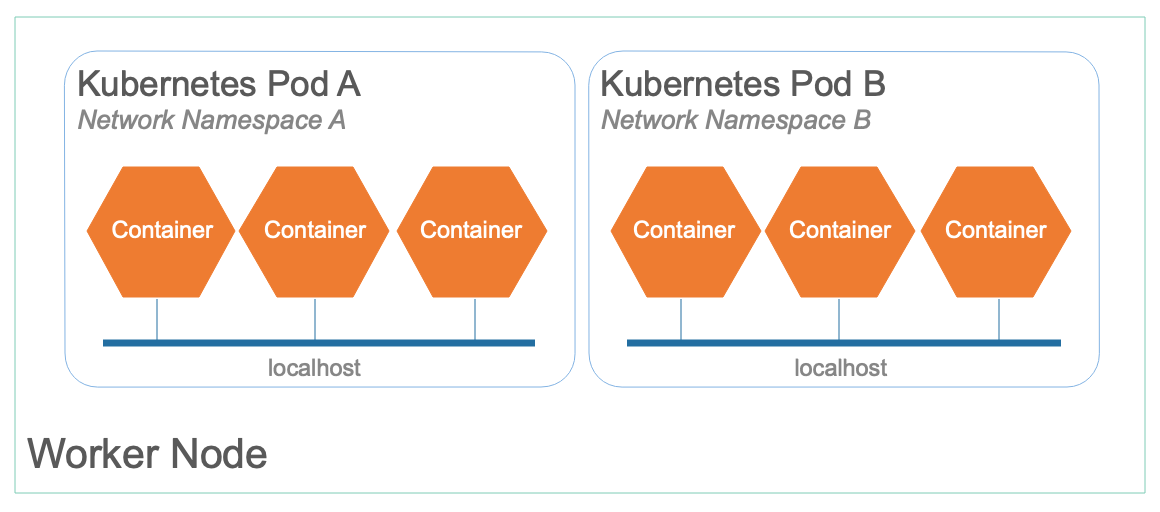 Kubernetes Pod A
Network Namespace A
Container
Container
Container
localhost
Kubernetes Pod B
Network Namespace B
Container
Container
Container
localhost
Worker Node